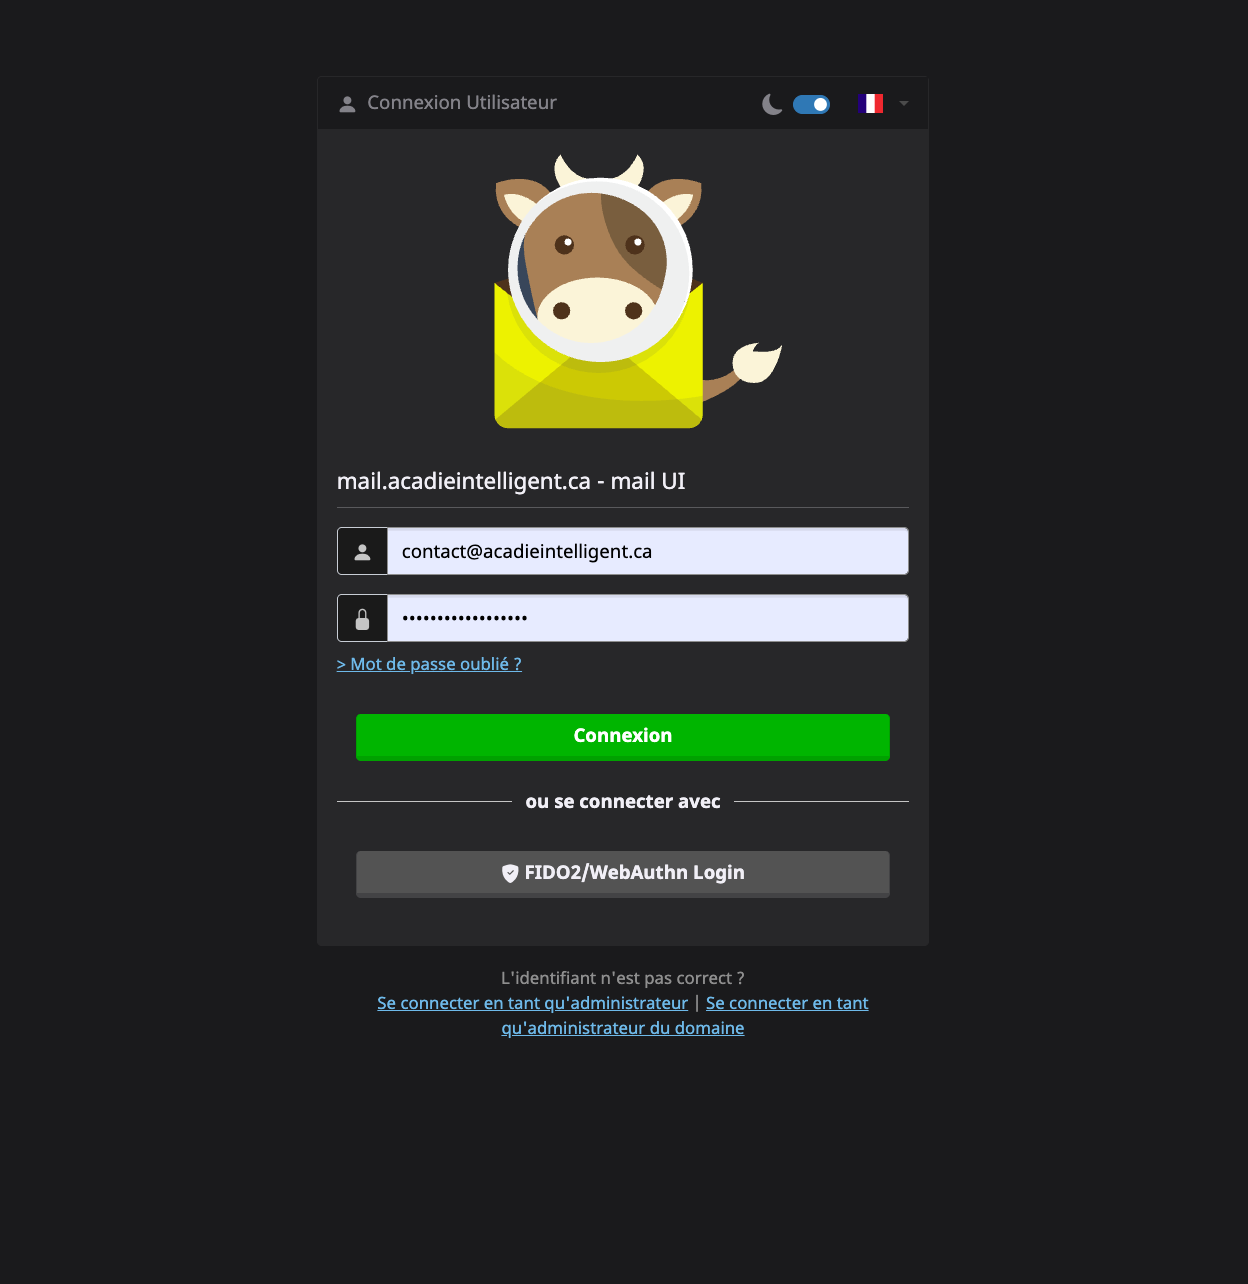 Connexion Utilisateur
mail.acadieintelligent.ca - mail UI
contact@acadieintelligent.ca
••••••••••••••••••
> Mot de passe oublié ?
Connexion
ou se connecter avec
FIDO2/WebAuthn Login
L'identifiant n'est pas correct ?
Se connecter en tant qu'administrateur | Se connecter en tant
qu'administrateur du domaine